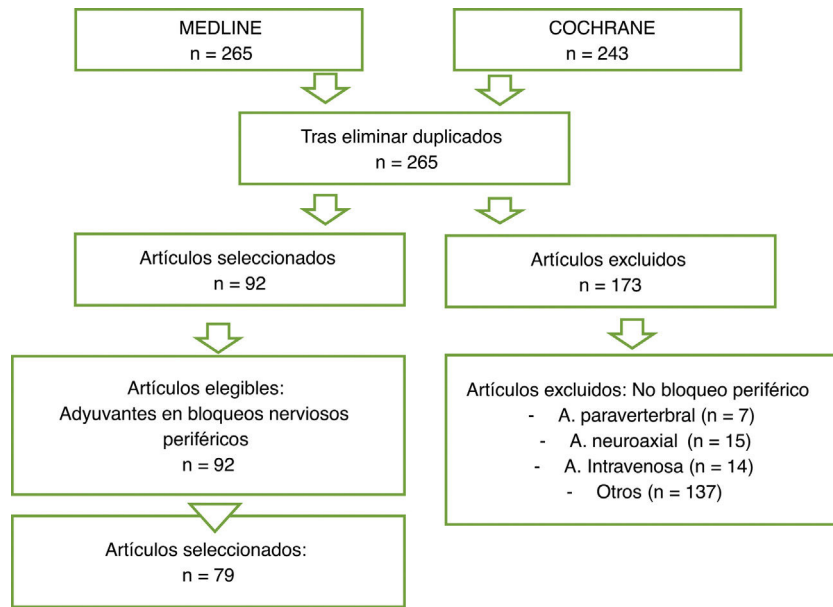 MEDLINE
n = 265
COCHRANE
n = 243
Tras eliminar duplicados
n = 265
Artículos seleccionados
n = 92
Artículos excluidos
n = 173
Artículos elegibles:
Adyuvantes en bloqueos nerviosos
periféricos
n = 92
Artículos excluidos: No bloqueo periférico
- A. paraverterbral (n = 7)
- A. neuroaxial (n = 15)
- A. Intravenosa (n = 14)
- Otros (n = 137)
Artículos seleccionados:
n = 79